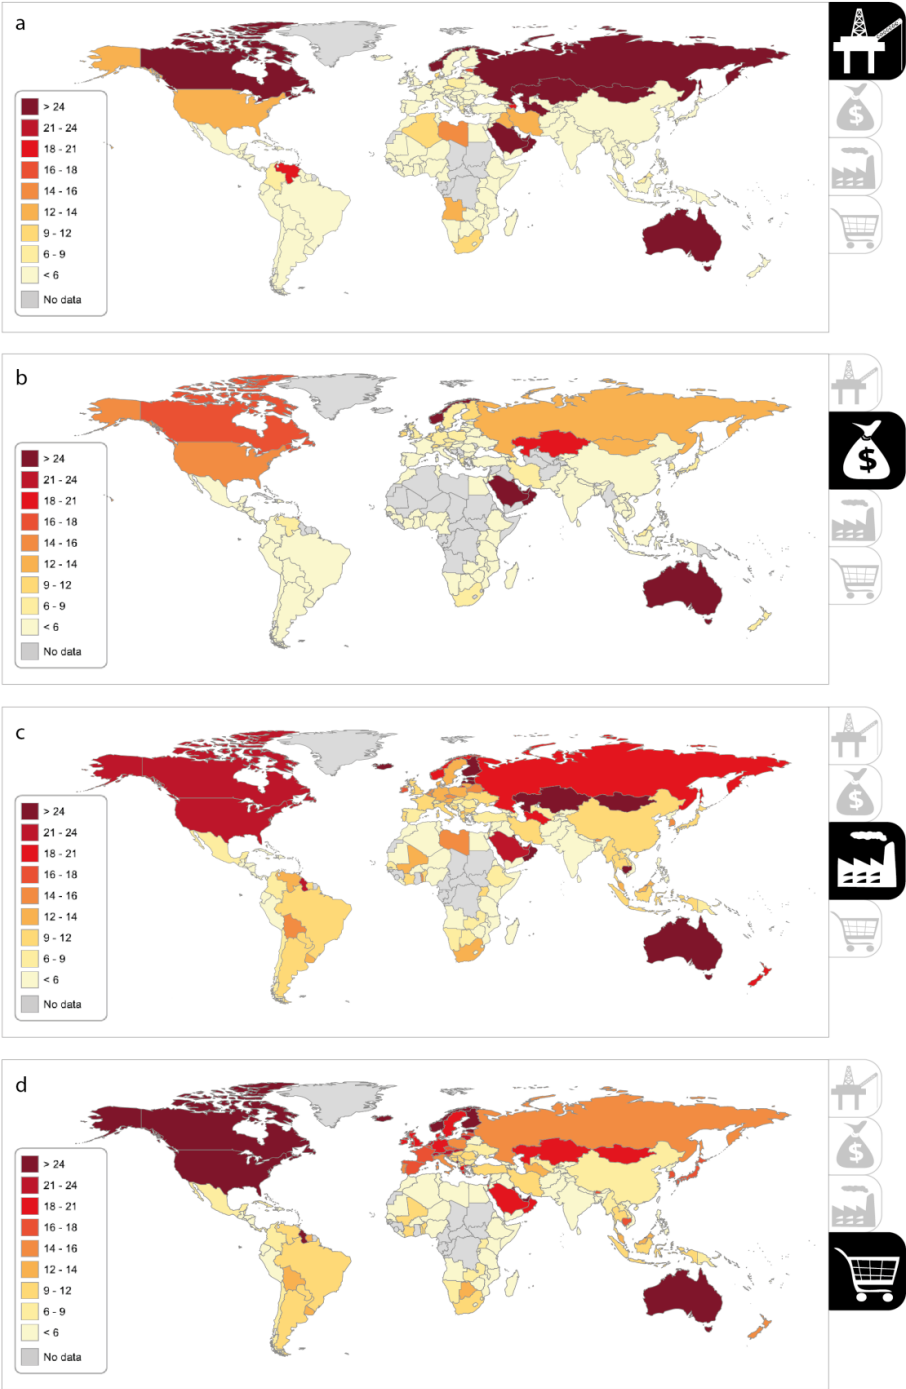 a
> 24
21 - 24
18 - 21
16 - 18
14 - 16
12 - 14
9 - 12
6 - 9
< 6
No data
$
b
> 24
21 - 24
18 - 21
16 - 18
14 - 16
12 - 14
9 - 12
6 - 9
< 6
No data
$
c
> 24
21 - 24
18 - 21
16 - 18
14 - 16
12 - 14
9 - 12
6 - 9
< 6
No data
$
d
> 24
21 - 24
18 - 21
16 - 18
14 - 16
12 - 14
9 - 12
6 - 9
< 6
No data
$